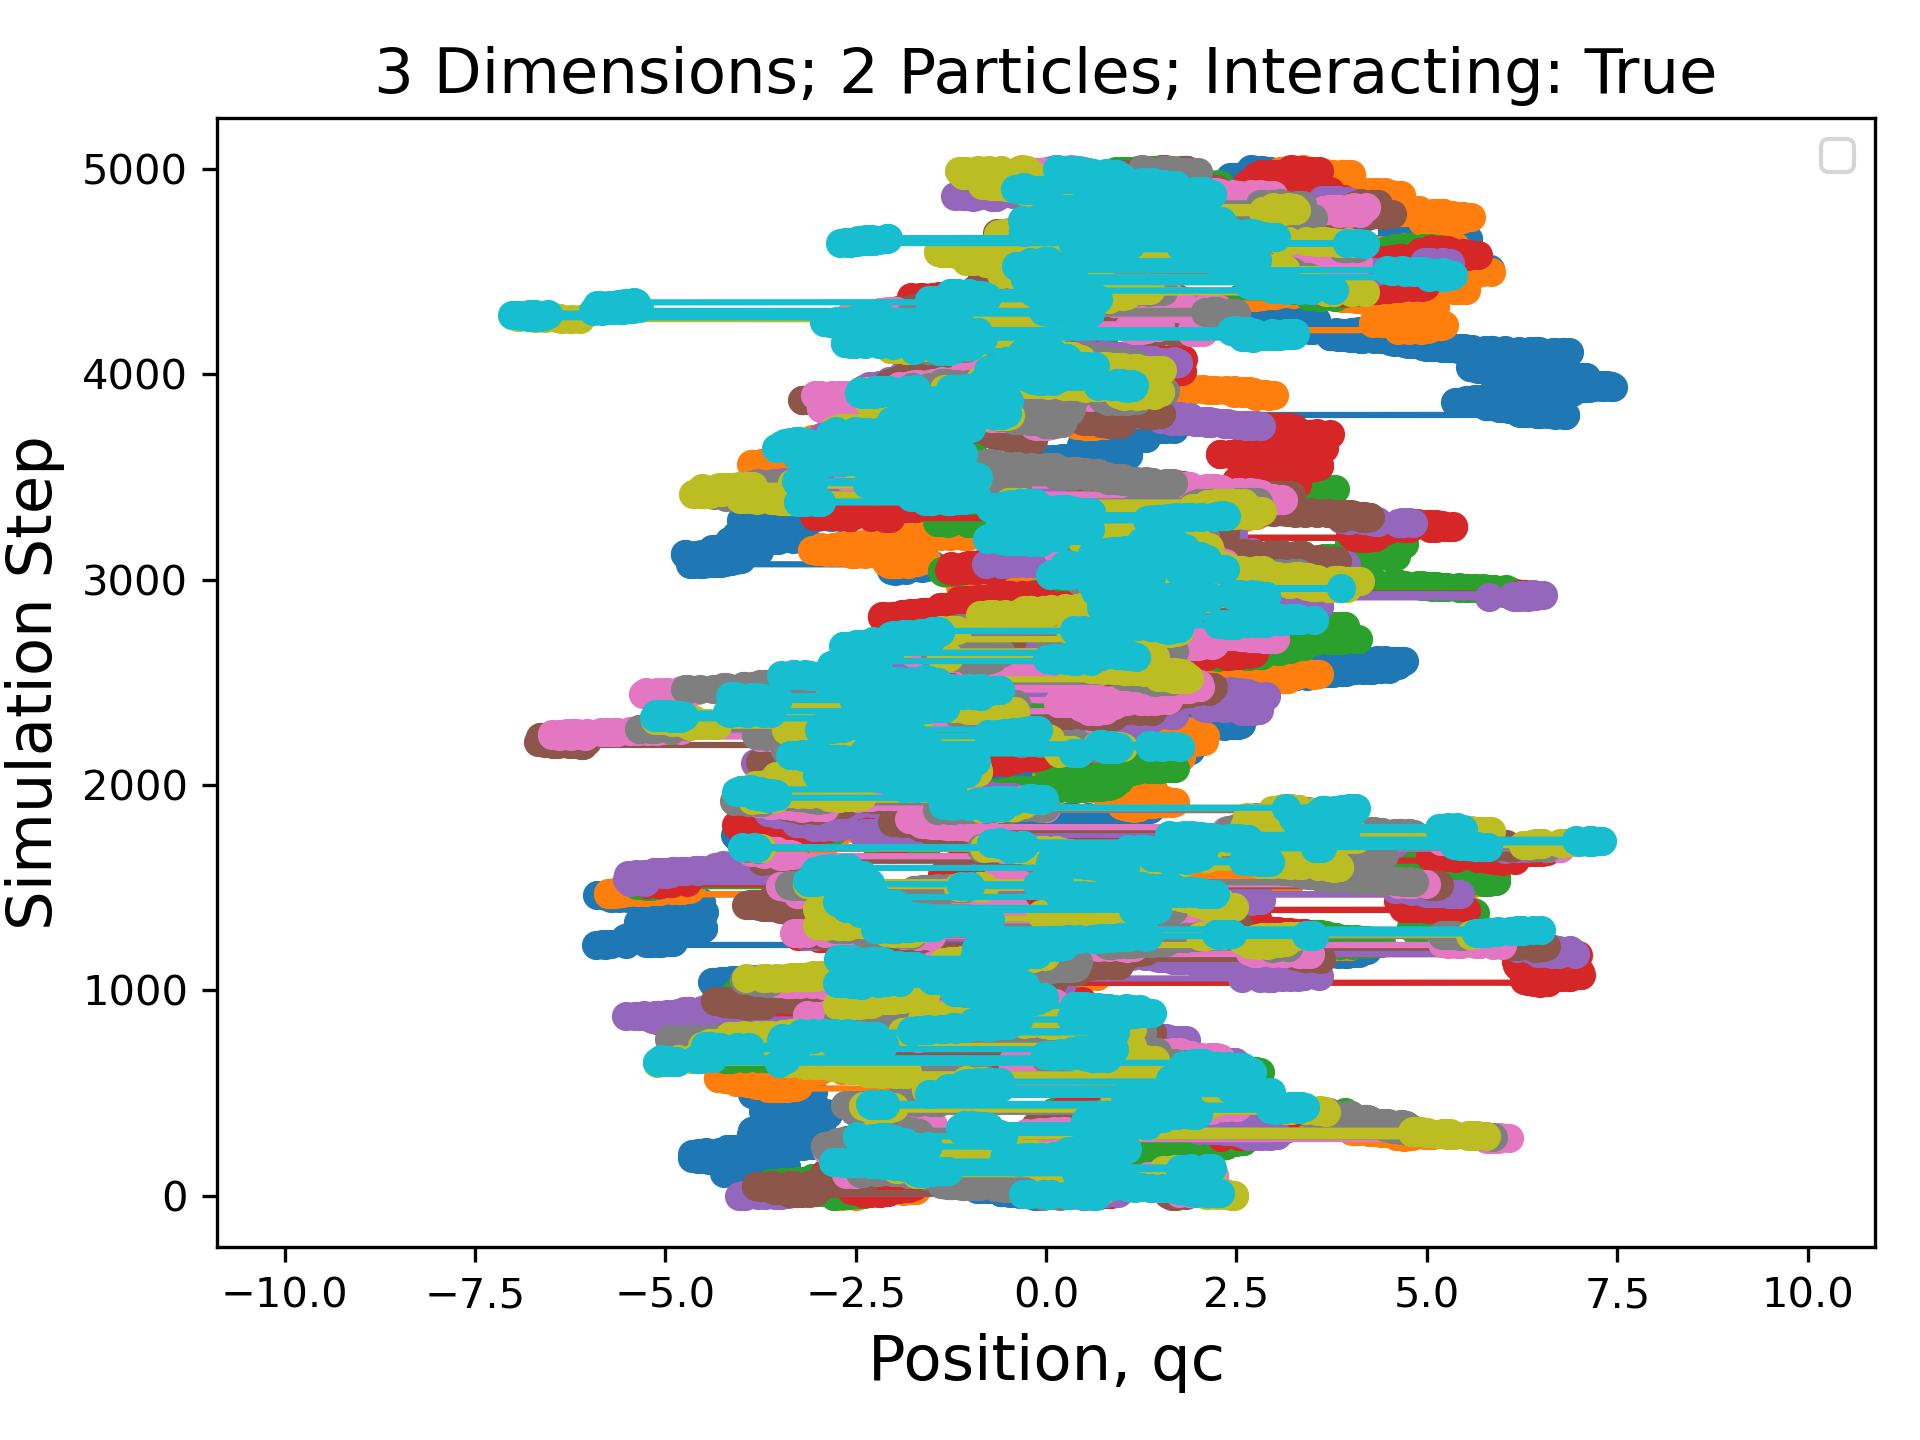 3 Dimensions; 2 Particles; Interacting: True
Simulation Step
5000
4000
3000
2000
1000
0
−10.0 −7.5 −5.0 −2.5 0.0 2.5 5.0 7.5 10.0
Position, qc